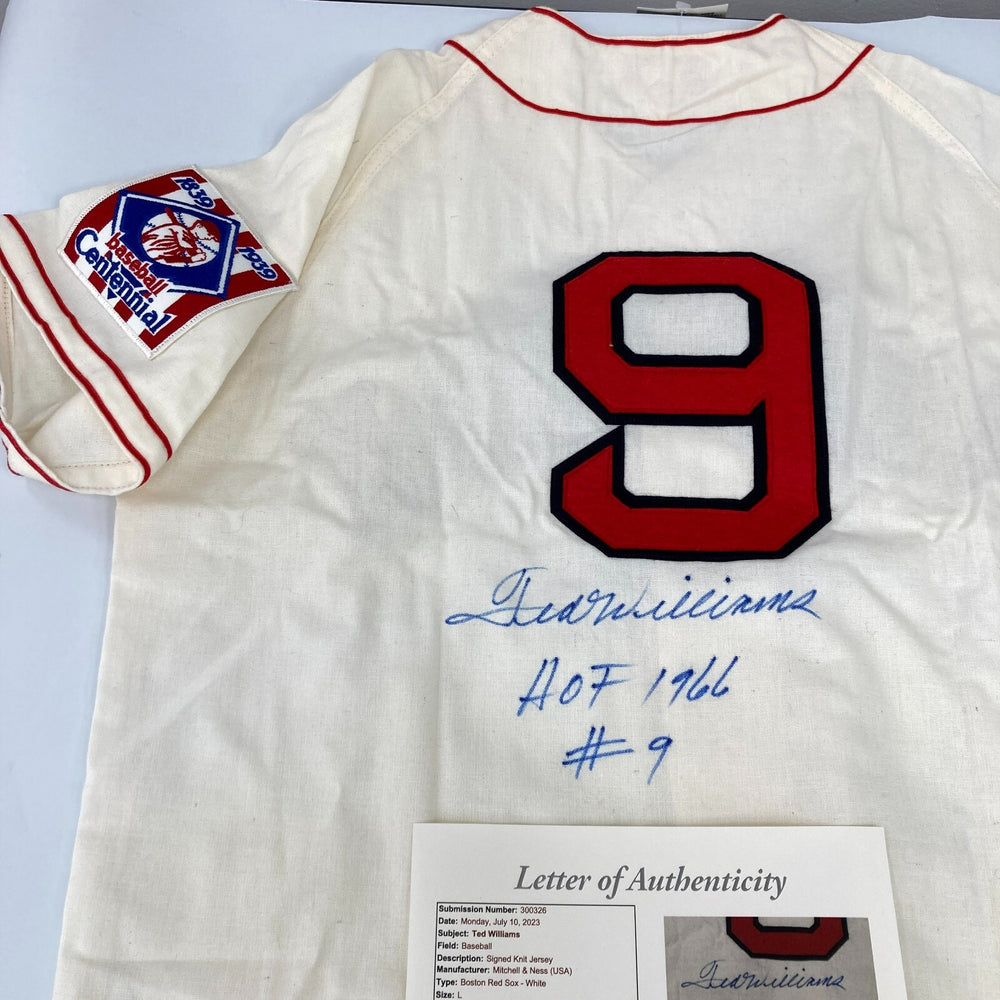 1839
1939
baseball
Centennial
9
Ted Williams
HOF 1966
# 9
Letter of Authenticity
Submission Number: 300326
Date: Monday, July 10, 2023
Subject: Ted Williams
Field: Baseball
Description: Signed Knit Jersey
Manufacturer: Mitchell & Ness (USA)
Type: Boston Red Sox - White
Size: L
Ted Williams